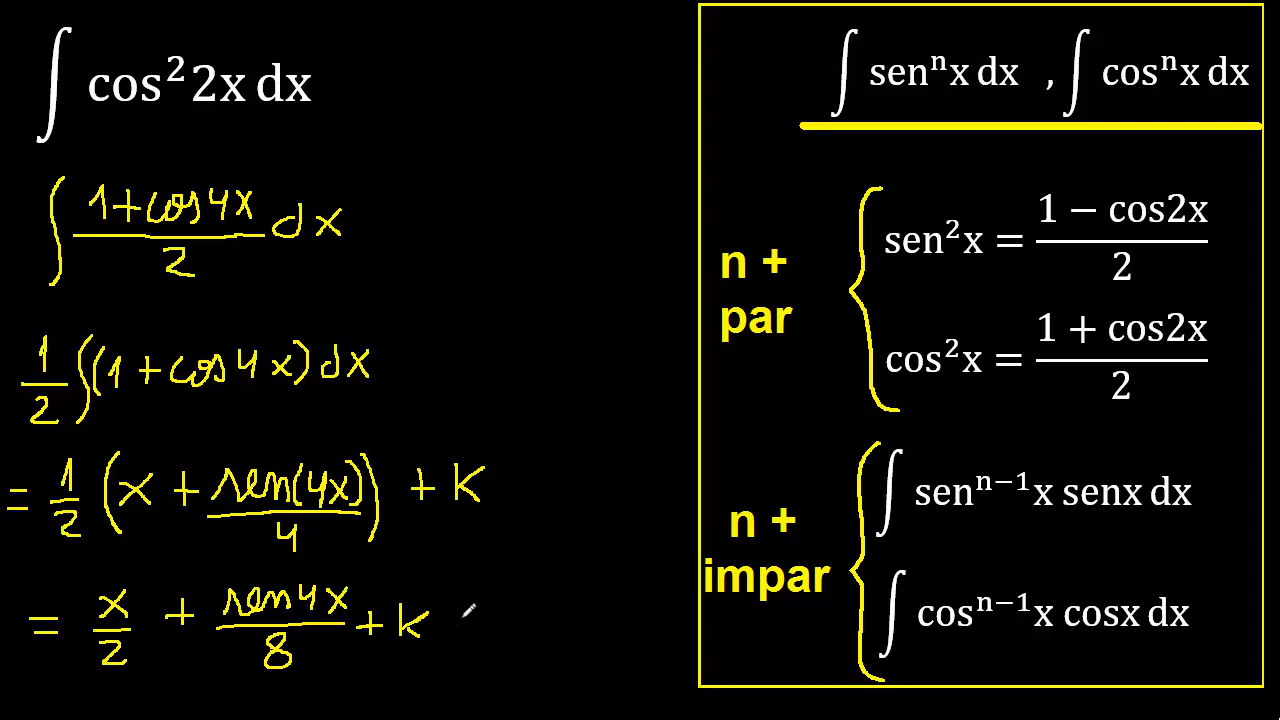 ∫ cos²2x dx
∫ (1+cos4x)/2 dx
1/2 ∫(1+cos4x)dx
= 1/2 (x + sen(4x)/4) + K
= x/2 + sen4x/8 + K
∫ senⁿx dx , ∫ cosⁿx dx
n +
par
sen²x = (1 − cos2x)/2
cos²x = (1 + cos2x)/2
n +
impar
∫ senⁿ⁻¹x senx dx
∫ cosⁿ⁻¹x cosx dx